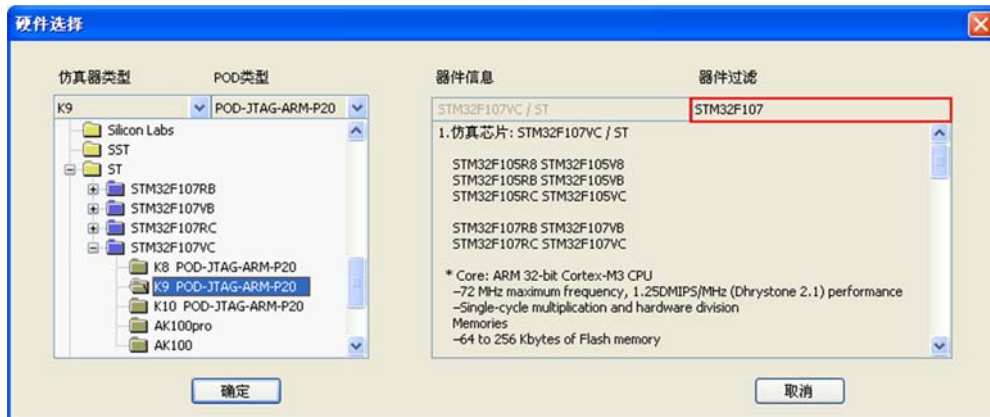 硬件选择
仿真器类型 POD类型 器件信息 器件过滤
K9 POD-JTAG-ARM-P20 STM32F107VC / ST STM32F107
Silicon Labs
SST
ST
STM32F107RB
STM32F107VB
STM32F107RC
STM32F107VC
K8 POD-JTAG-ARM-P20
K9 POD-JTAG-ARM-P20
K10 POD-JTAG-ARM-P20
AK100pro
AK100
1.仿真芯片: STM32F107VC / ST
STM32F105R8 STM32F105V8
STM32F105RB STM32F105VB
STM32F105RC STM32F105VC
STM32F107RB STM32F107VB
STM32F107RC STM32F107VC
* Core: ARM 32-bit Cortex-M3 CPU
–72 MHz maximum frequency, 1.25DMIPS/MHz (Dhrystone 2.1) performance
–Single-cycle multiplication and hardware division
Memories
–64 to 256 Kbytes of Flash memory
确定 取消